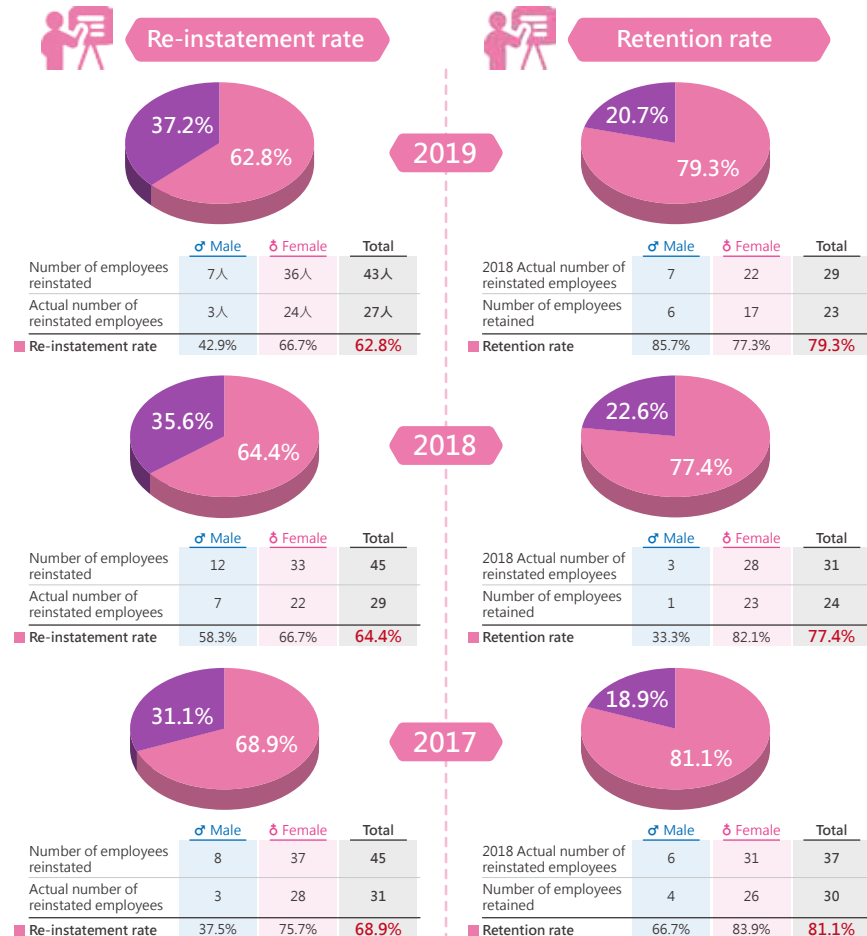 Re-instatement rate
Retention rate
2019
37.2%
62.8%
20.7%
79.3%
♂ Male ♀ Female Total
Number of employees
reinstated
7人 36人 43人
Actual number of
reinstated employees
3人 24人 27人
Re-instatement rate 42.9% 66.7% 62.8%
♂ Male ♀ Female Total
2018 Actual number of
reinstated employees
7 22 29
Number of employees
retained
6 17 23
Retention rate 85.7% 77.3% 79.3%
2018
35.6%
64.4%
22.6%
77.4%
♂ Male ♀ Female Total
Number of employees
reinstated
12 33 45
Actual number of
reinstated employees
7 22 29
Re-instatement rate 58.3% 66.7% 64.4%
♂ Male ♀ Female Total
2018 Actual number of
reinstated employees
3 28 31
Number of employees
retained
1 23 24
Retention rate 33.3% 82.1% 77.4%
2017
31.1%
68.9%
18.9%
81.1%
♂ Male ♀ Female Total
Number of employees
reinstated
8 37 45
Actual number of
reinstated employees
3 28 31
Re-instatement rate 37.5% 75.7% 68.9%
♂ Male ♀ Female Total
2018 Actual number of
reinstated employees
6 31 37
Number of employees
retained
4 26 30
Retention rate 66.7% 83.9% 81.1%